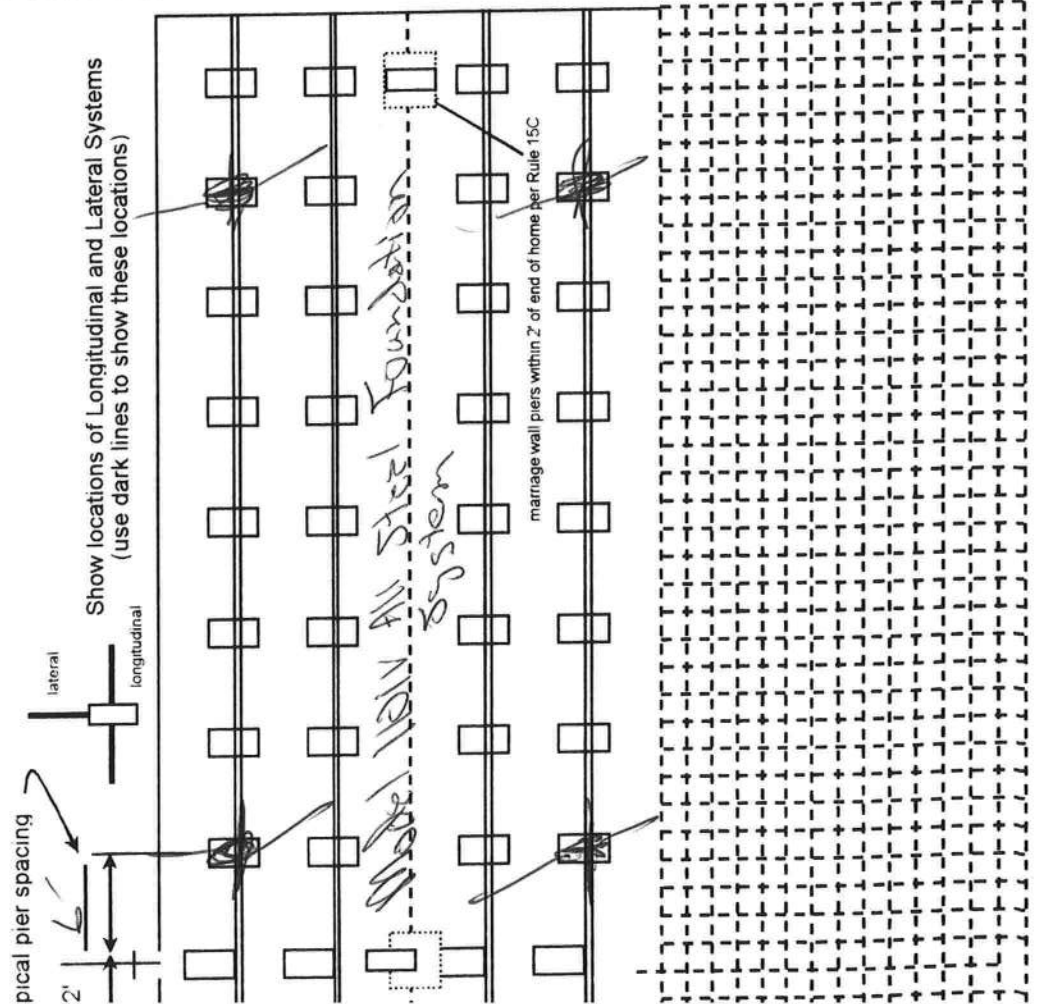 pical pier spacing
2'
6'
lateral
longitudinal
Show locations of Longitudinal and Lateral Systems
(use dark lines to show these locations)
Model 1101V All Steel Foundation
System
marriage wall piers within 2' of end of home per Rule 15C